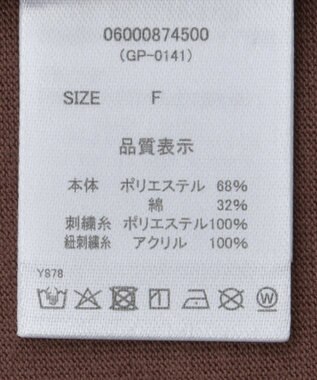 06000874500
(GP-0141)
SIZE F
品質表示
本体 ポリエステル 68%
綿 32%
刺繍糸 ポリエステル100%
紐刺繍糸 アクリル 100%
YS78